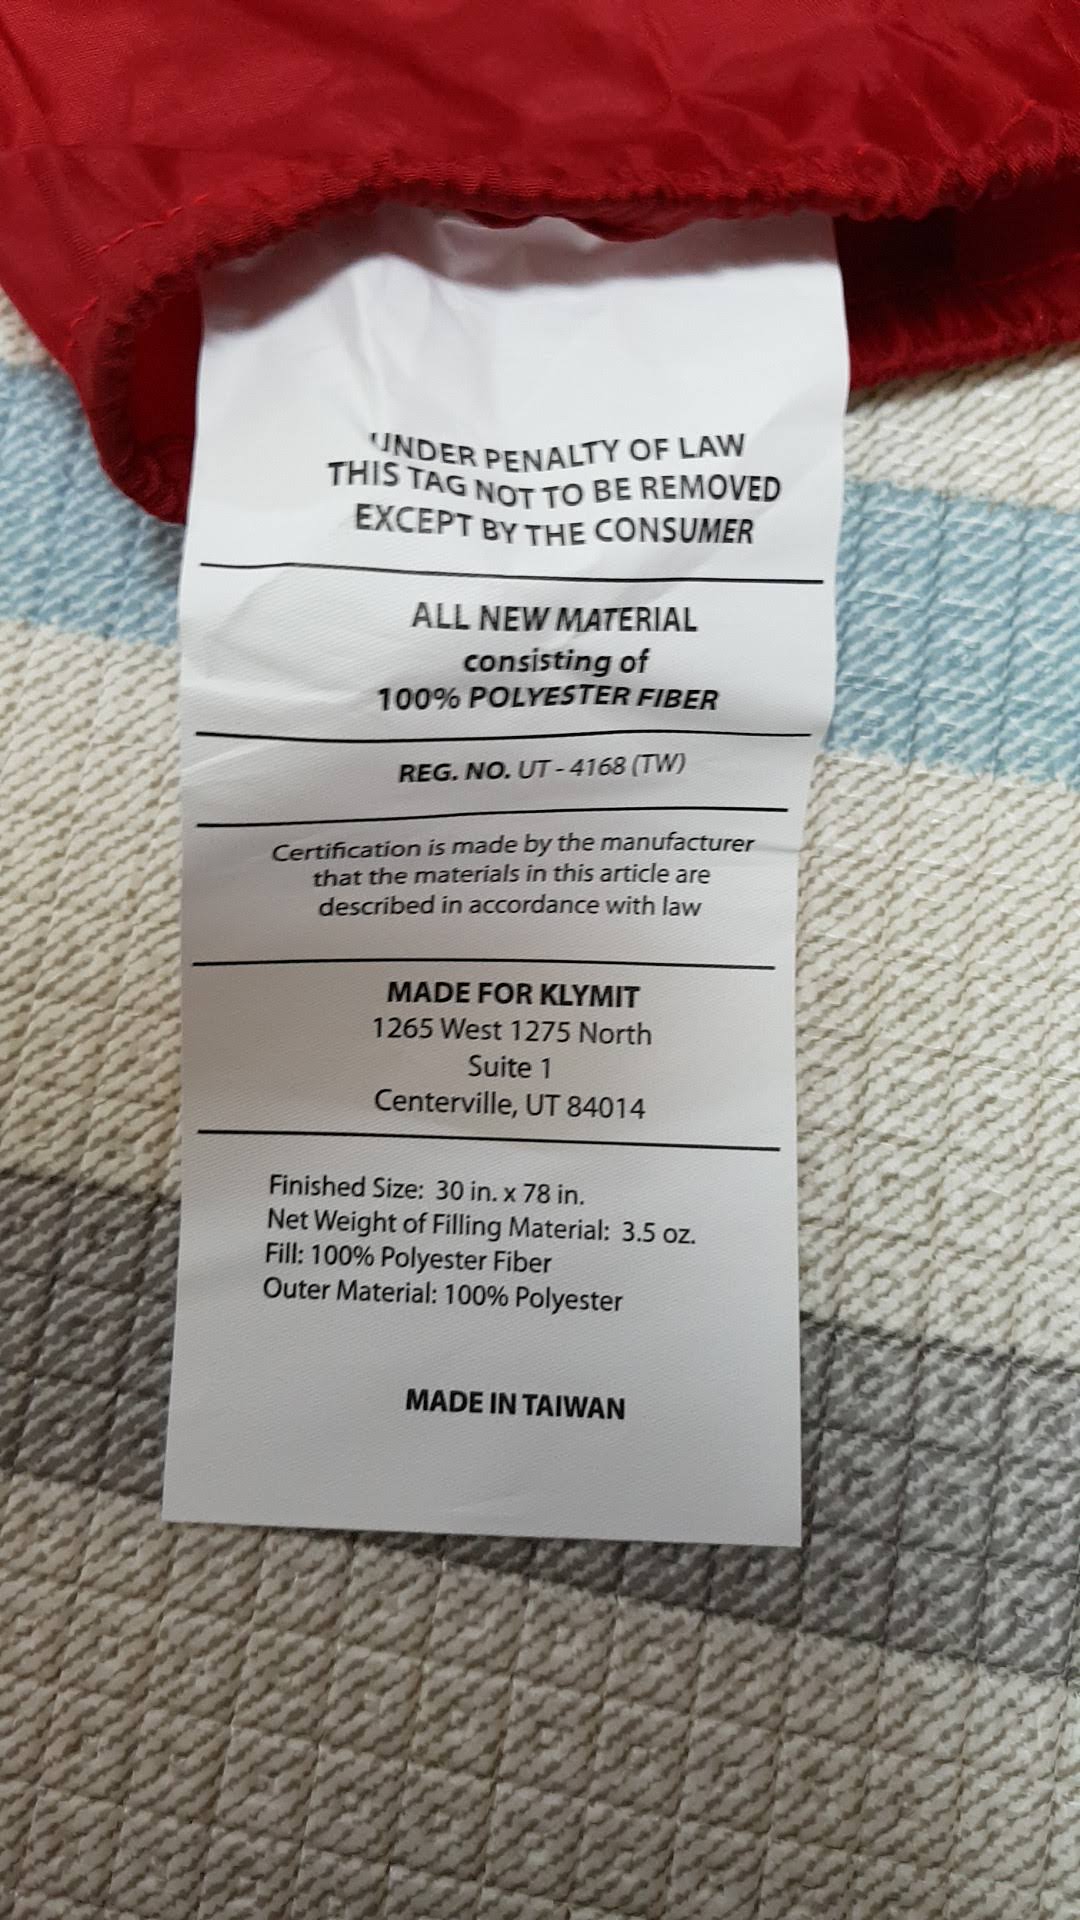 UNDER PENALTY OF LAW
THIS TAG NOT TO BE REMOVED
EXCEPT BY THE CONSUMER
ALL NEW MATERIAL
consisting of
100% POLYESTER FIBER
REG. NO. UT - 4168 (TW)
Certification is made by the manufacturer
that the materials in this article are
described in accordance with law
MADE FOR KLYMIT
1265 West 1275 North
Suite 1
Centerville, UT 84014
Finished Size: 30 in. x 78 in.
Net Weight of Filling Material: 3.5 oz.
Fill: 100% Polyester Fiber
Outer Material: 100% Polyester
MADE IN TAIWAN